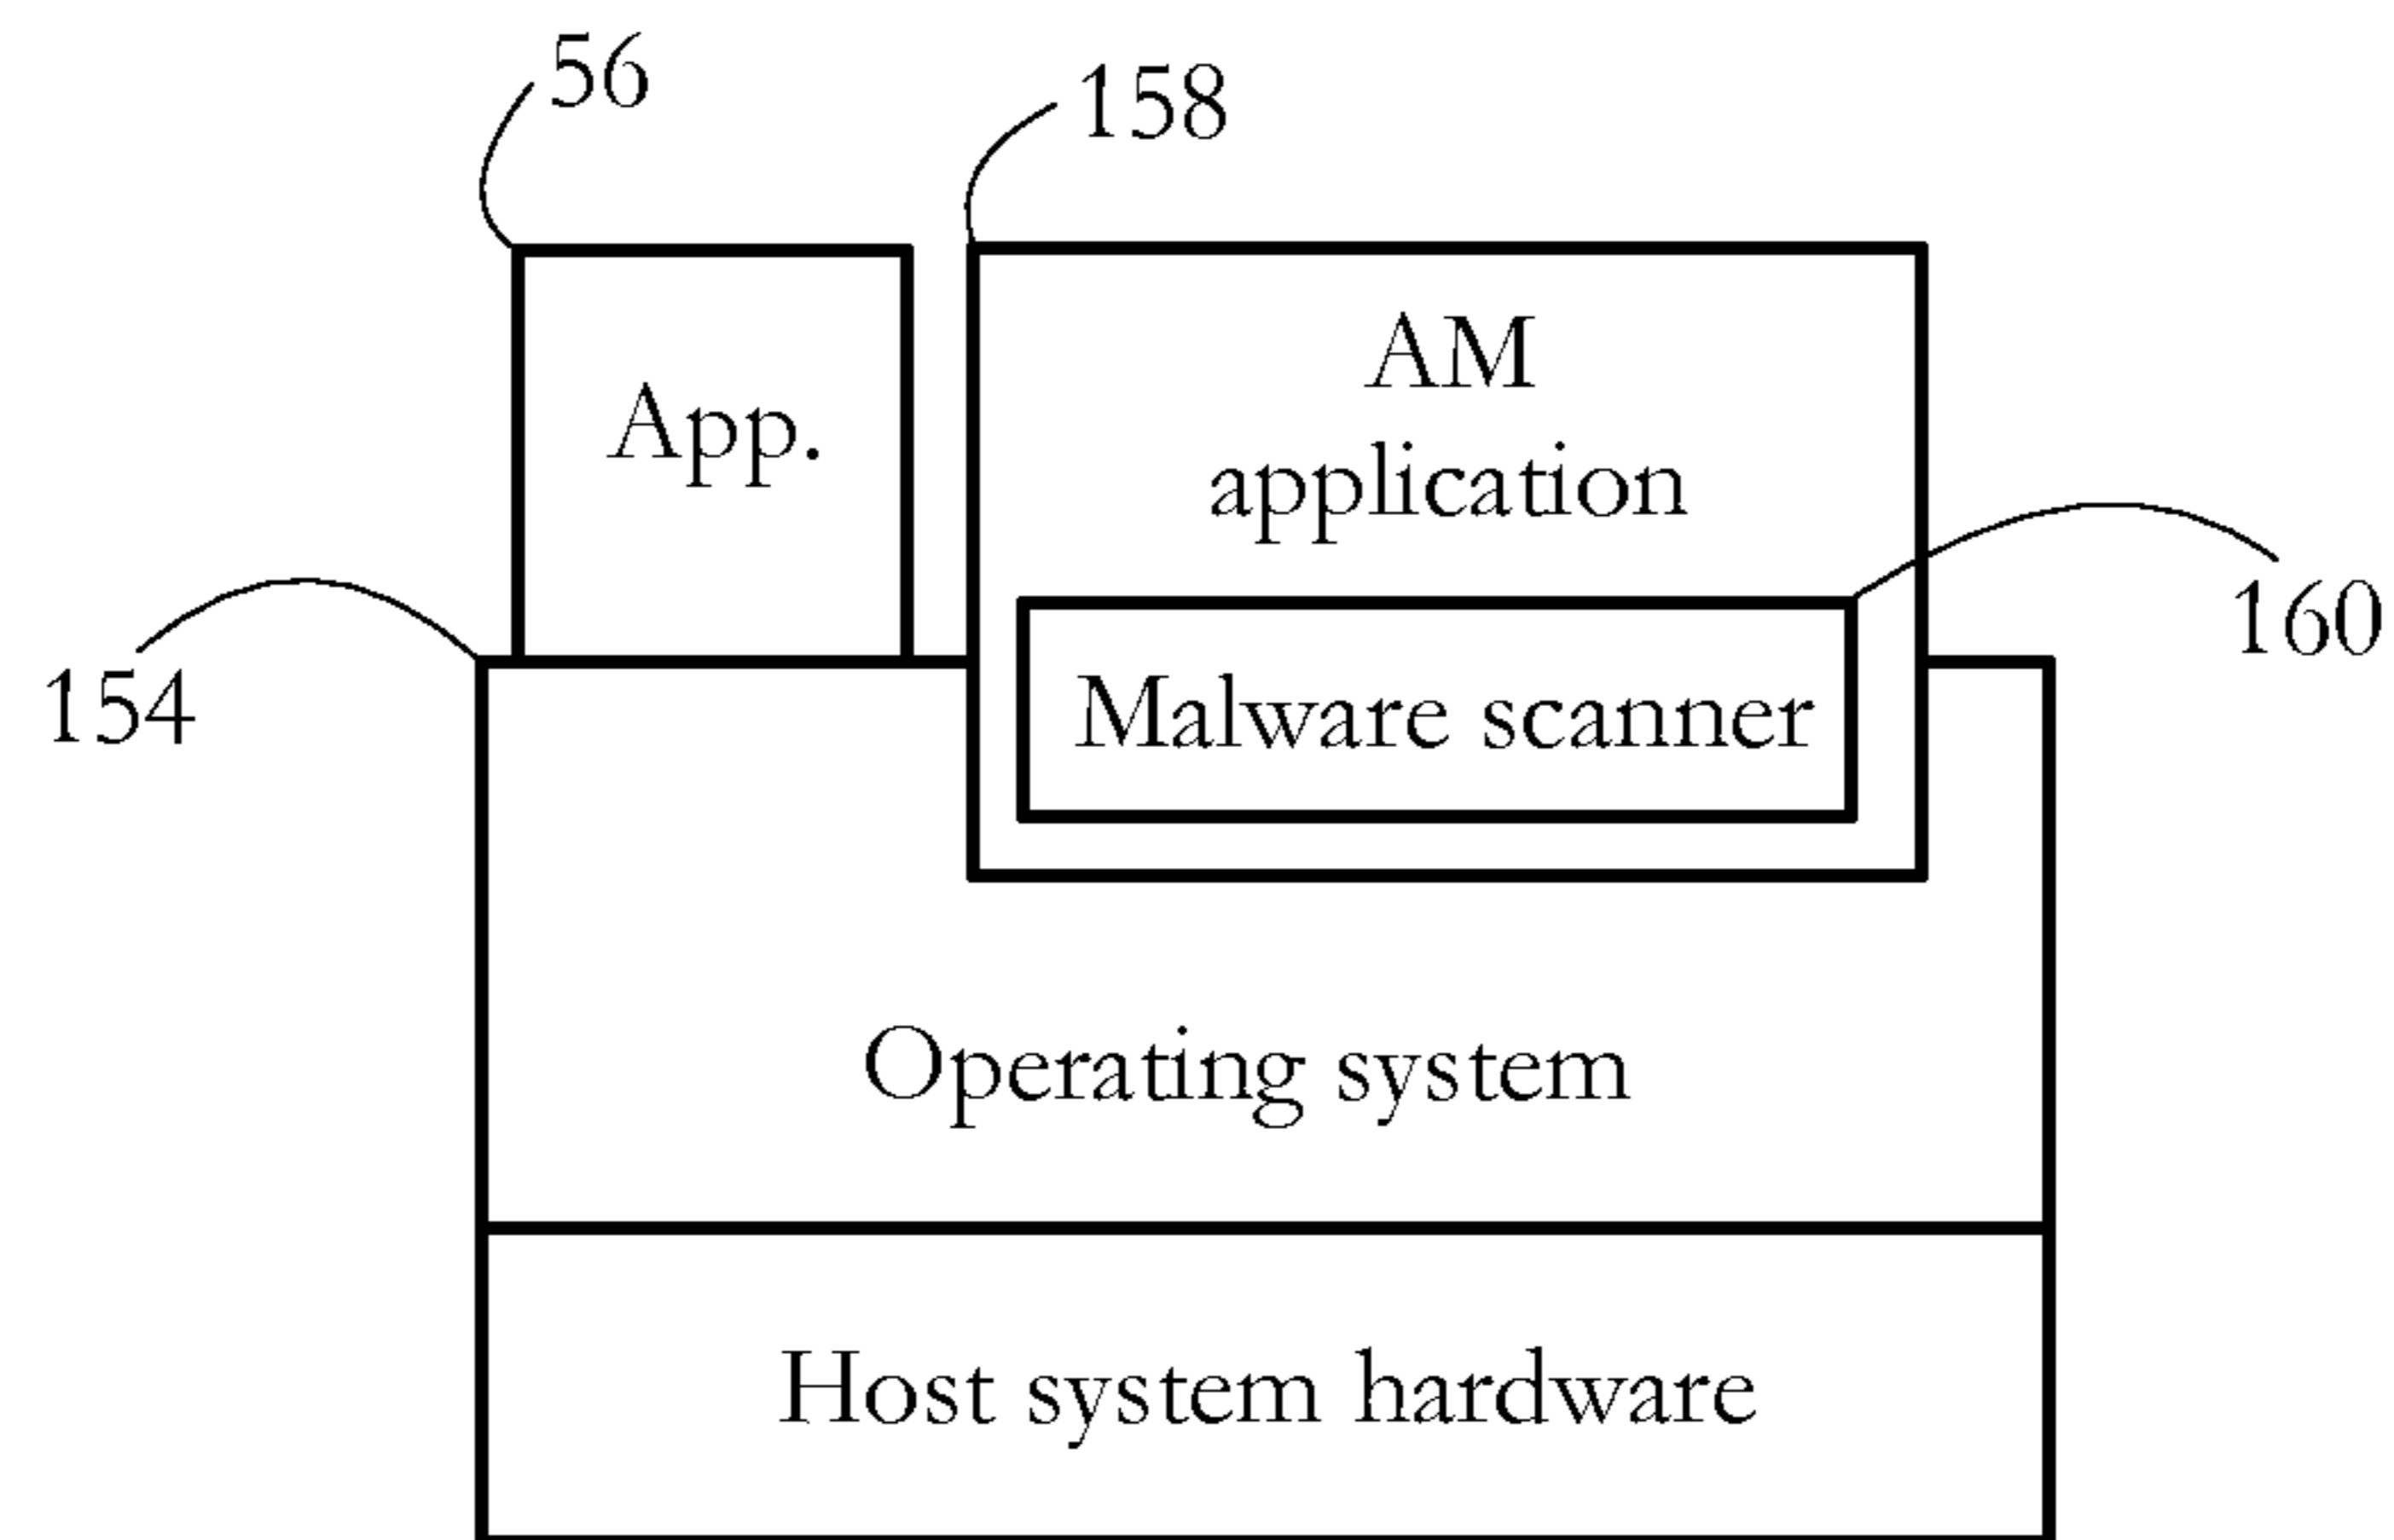 56
158
App.
AM
application
160
154
Malware scanner
Operating system
Host system hardware